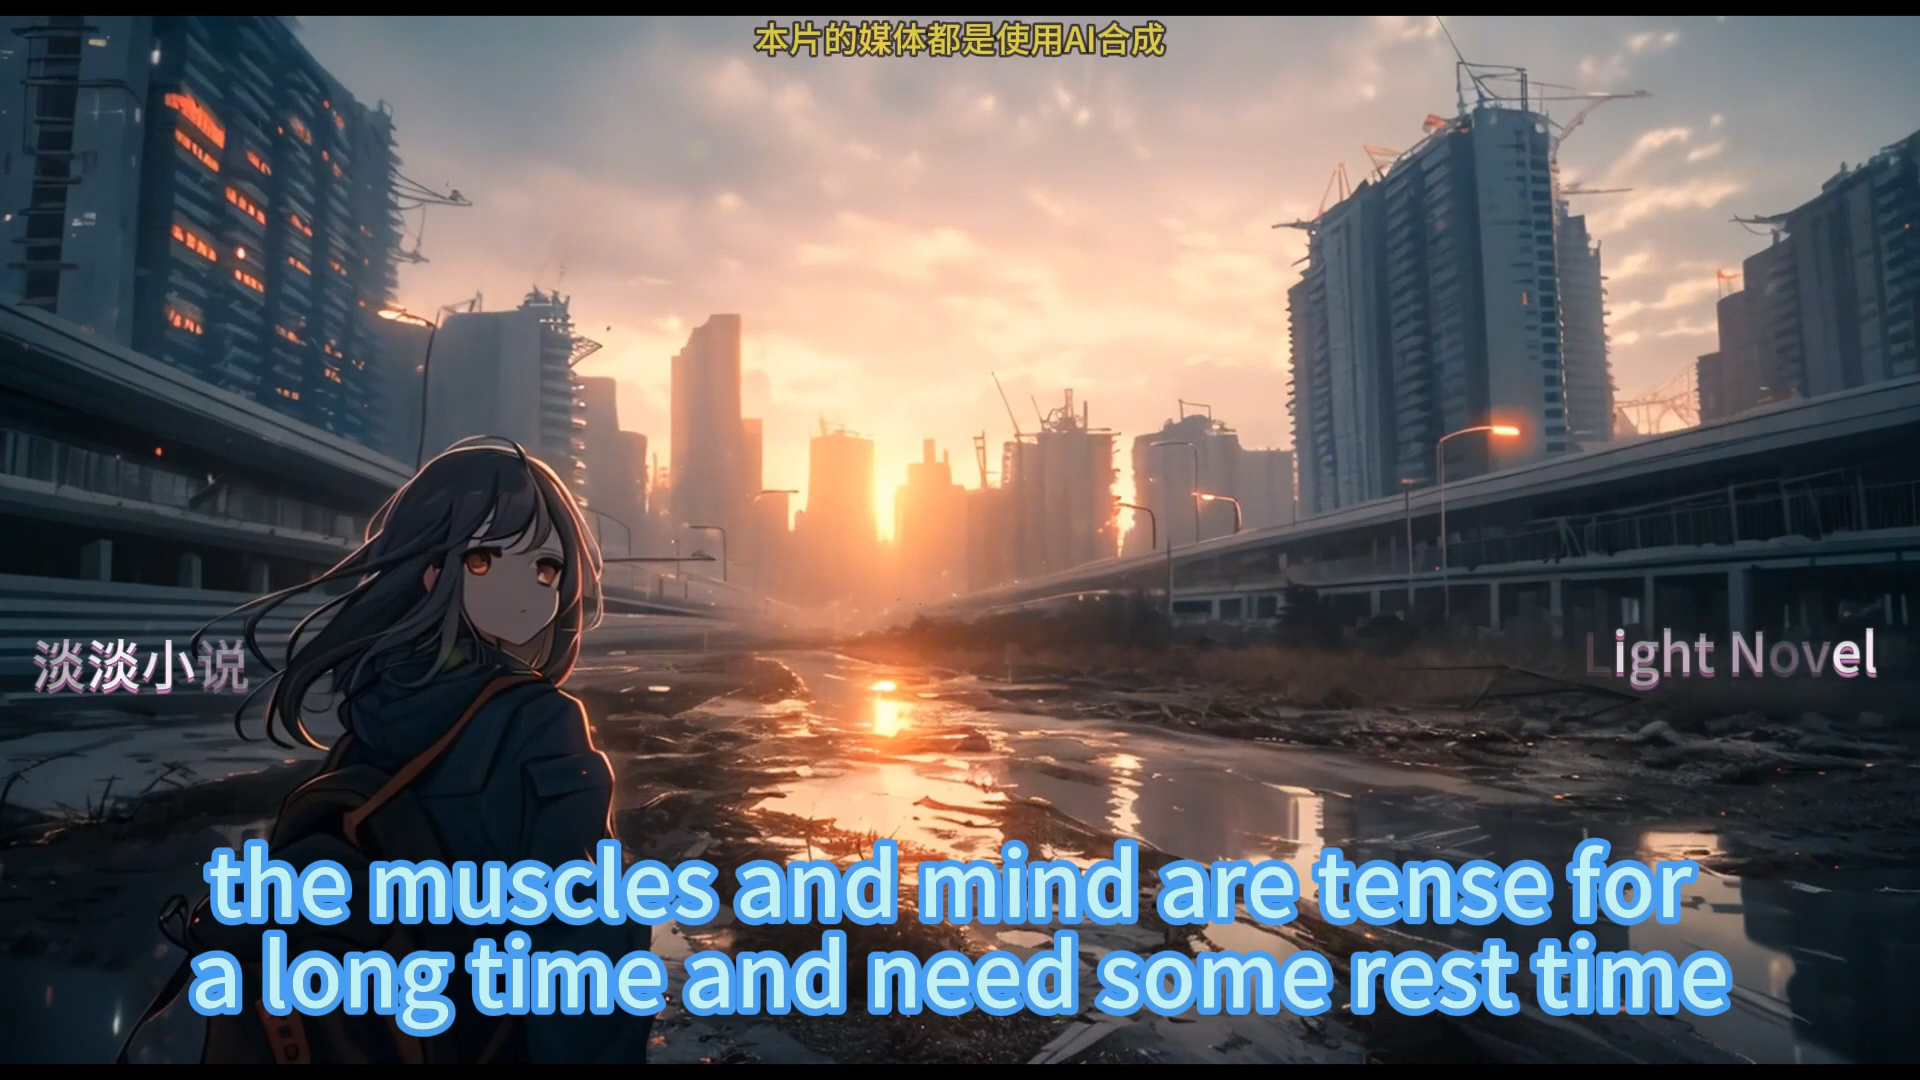 本片的媒体都是使用AI合成
淡淡小说
Light Novel
the muscles and mind are tense for
a long time and need some rest time